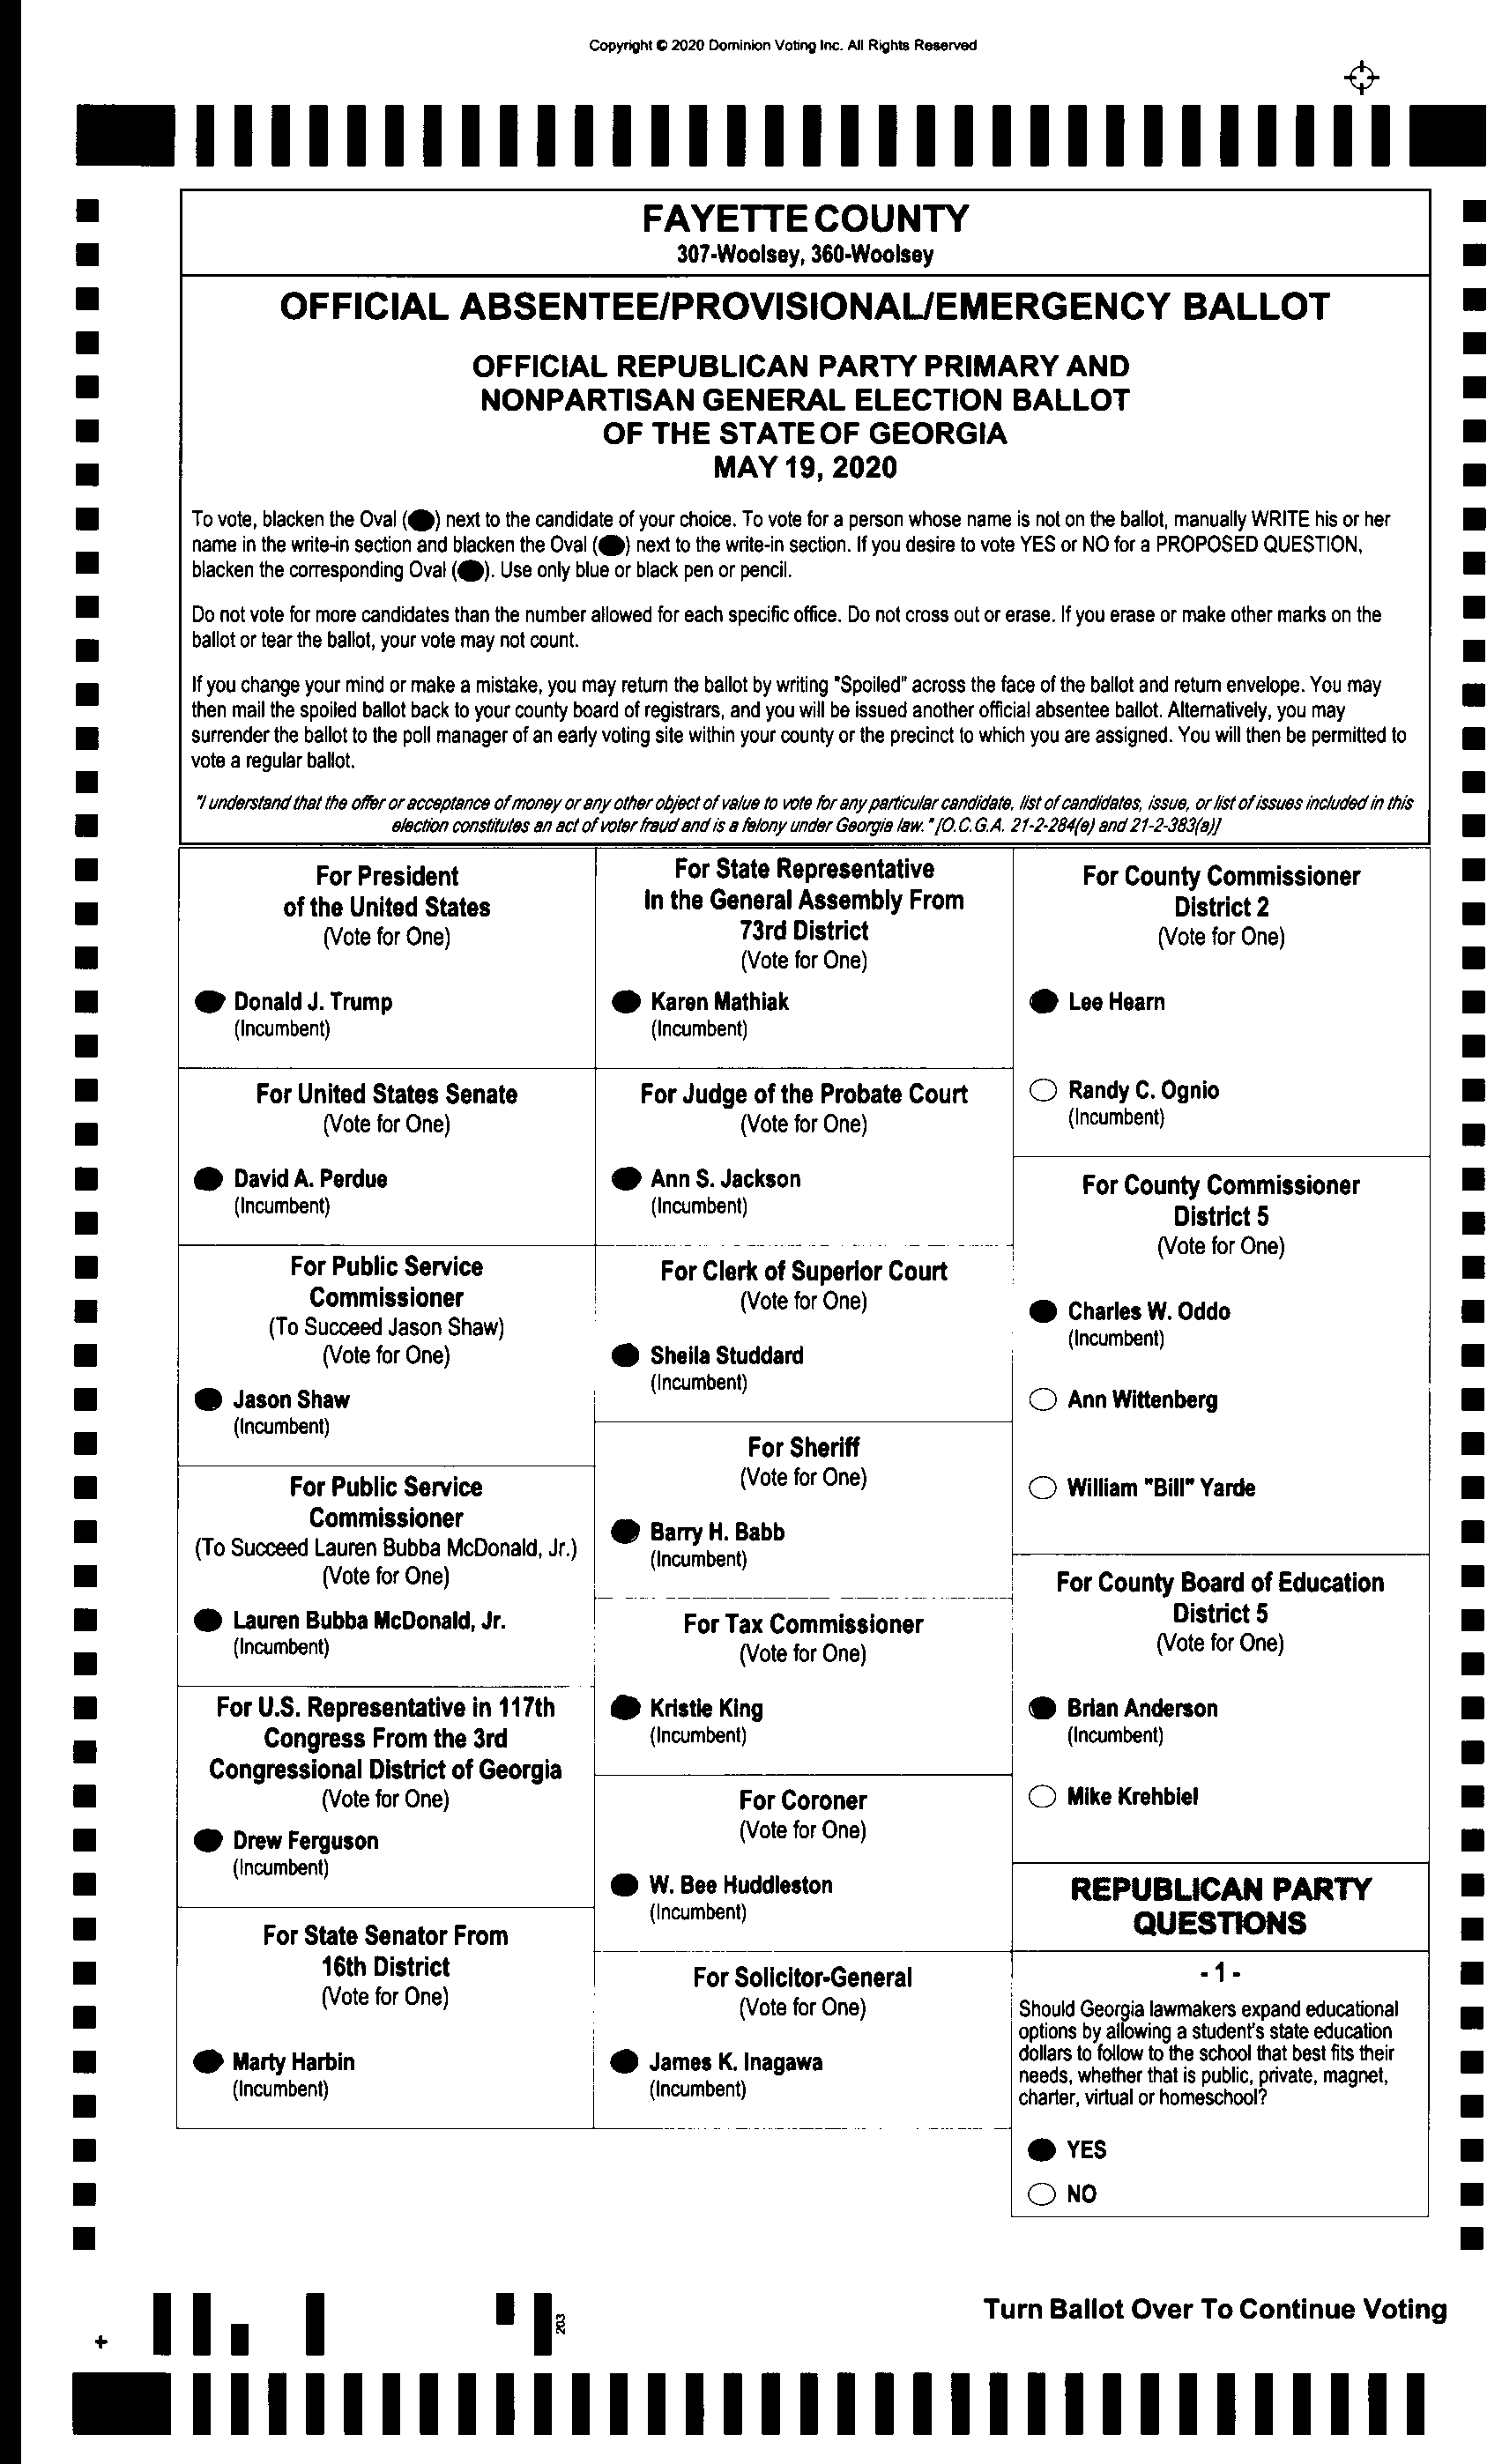 Copyright © 2020 Dominion Voting Inc. All Rights Reserved
FAYETTE COUNTY
307-Woolsey, 360-Woolsey
OFFICIAL ABSENTEE/PROVISIONAL/EMERGENCY BALLOT
OFFICIAL REPUBLICAN PARTY PRIMARY AND
NONPARTISAN GENERAL ELECTION BALLOT
OF THE STATE OF GEORGIA
MAY 19, 2020
To vote, blacken the Oval (●) next to the candidate of your choice. To vote for a person whose name is not on the ballot, manually WRITE his or her
name in the write-in section and blacken the Oval (●) next to the write-in section. If you desire to vote YES or NO for a PROPOSED QUESTION,
blacken the corresponding Oval (●). Use only blue or black pen or pencil.
Do not vote for more candidates than the number allowed for each specific office. Do not cross out or erase. If you erase or make other marks on the
ballot or tear the ballot, your vote may not count.
If you change your mind or make a mistake, you may return the ballot by writing "Spoiled" across the face of the ballot and return envelope. You may
then mail the spoiled ballot back to your county board of registrars, and you will be issued another official absentee ballot. Alternatively, you may
surrender the ballot to the poll manager of an early voting site within your county or the precinct to which you are assigned. You will then be permitted to
vote a regular ballot.
"I understand that the offer or acceptance of money or any other object of value to vote for any particular candidate, list of candidates, issue, or list of issues included in this
election constitutes an act of voter fraud and is a felony under Georgia law." [O.C.G.A. 21-2-284(e) and 21-2-383(a)]
For President
of the United States
(Vote for One)
Donald J. Trump
(Incumbent)
For United States Senate
(Vote for One)
David A. Perdue
(Incumbent)
For Public Service
Commissioner
(To Succeed Jason Shaw)
(Vote for One)
Jason Shaw
(Incumbent)
For Public Service
Commissioner
(To Succeed Lauren Bubba McDonald, Jr.)
(Vote for One)
Lauren Bubba McDonald, Jr.
(Incumbent)
For U.S. Representative in 117th
Congress From the 3rd
Congressional District of Georgia
(Vote for One)
Drew Ferguson
(Incumbent)
For State Senator From
16th District
(Vote for One)
Marty Harbin
(Incumbent)
For State Representative
In the General Assembly From
73rd District
(Vote for One)
Karen Mathiak
(Incumbent)
For Judge of the Probate Court
(Vote for One)
Ann S. Jackson
(Incumbent)
For Clerk of Superior Court
(Vote for One)
Sheila Studdard
(Incumbent)
For Sheriff
(Vote for One)
Barry H. Babb
(Incumbent)
For Tax Commissioner
(Vote for One)
Kristie King
(Incumbent)
For Coroner
(Vote for One)
W. Bee Huddleston
(Incumbent)
For Solicitor-General
(Vote for One)
James K. Inagawa
(Incumbent)
For County Commissioner
District 2
(Vote for One)
Lee Hearn
Randy C. Ognio
(Incumbent)
For County Commissioner
District 5
(Vote for One)
Charles W. Oddo
(Incumbent)
Ann Wittenberg
William "Bill" Yarde
For County Board of Education
District 5
(Vote for One)
Brian Anderson
(Incumbent)
Mike Krehbiel
REPUBLICAN PARTY
QUESTIONS
- 1 -
Should Georgia lawmakers expand educational
options by allowing a student's state education
dollars to follow to the school that best fits their
needs, whether that is public, private, magnet,
charter, virtual or homeschool?
YES
NO
203
Turn Ballot Over To Continue Voting